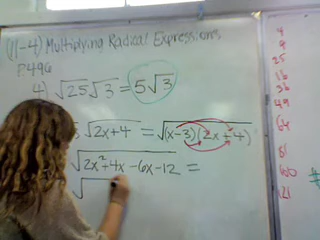 (11-4) Multiplying Radical Expressions
P. 496
4) √25 √3 = 5√3
√2x+4 = √(x-3)(2x+4)
√2x²+4x-6x-12 =
√
4
9
25
16
36
49
64
81
100
121